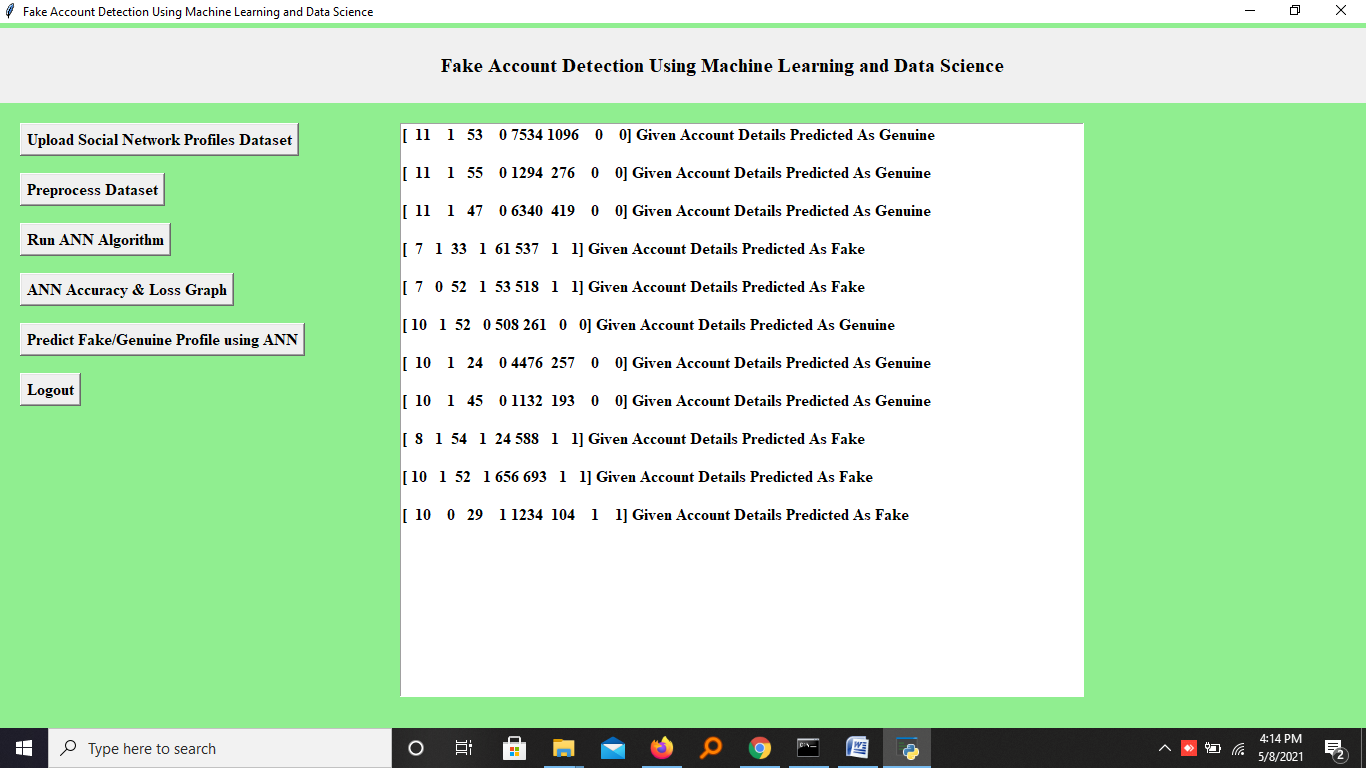 Fake Account Detection Using Machine Learning and Data Science
Fake Account Detection Using Machine Learning and Data Science
Upload Social Network Profiles Dataset
Preprocess Dataset
Run ANN Algorithm
ANN Accuracy & Loss Graph
Predict Fake/Genuine Profile using ANN
Logout
[ 11 1 53 0 7534 1096 0 0] Given Account Details Predicted As Genuine
[ 11 1 55 0 1294 276 0 0] Given Account Details Predicted As Genuine
[ 11 1 47 0 6340 419 0 0] Given Account Details Predicted As Genuine
[ 7 1 33 1 61 537 1 1] Given Account Details Predicted As Fake
[ 7 0 52 1 53 518 1 1] Given Account Details Predicted As Fake
[ 10 1 52 0 508 261 0 0] Given Account Details Predicted As Genuine
[ 10 1 24 0 4476 257 0 0] Given Account Details Predicted As Genuine
[ 10 1 45 0 1132 193 0 0] Given Account Details Predicted As Genuine
[ 8 1 54 1 24 588 1 1] Given Account Details Predicted As Fake
[ 10 1 52 1 656 693 1 1] Given Account Details Predicted As Fake
[ 10 0 29 1 1234 104 1 1] Given Account Details Predicted As Fake
Type here to search
4:14 PM
5/8/2021
2